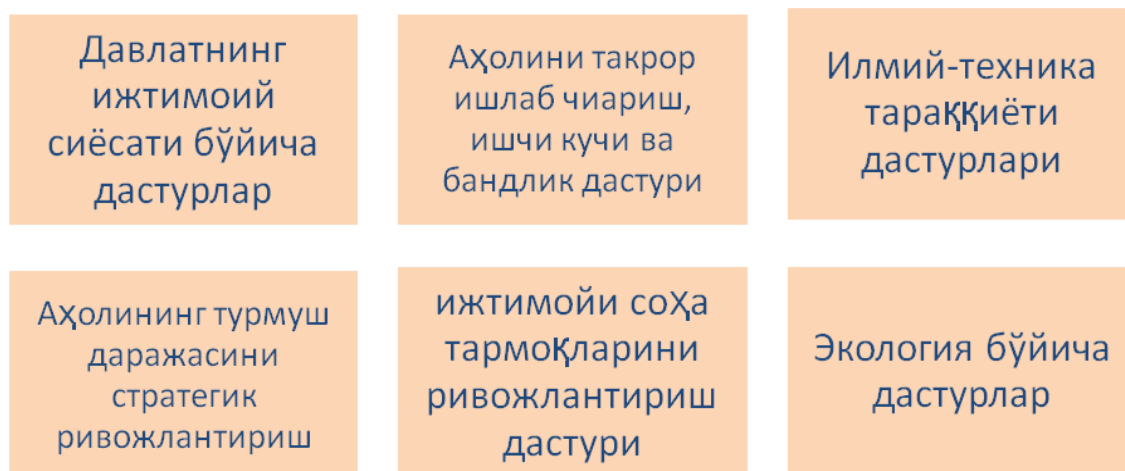 Давлатнинг
ижтимоий
сиёсати бўйича
дастурлар
Аҳолини такрор
ишлаб чиариш,
ишчи кучи ва
бандлик дастури
Илмий-техника
тараққиёти
дастурлари
Аҳолининг турмуш
даражасини
стратегик
ривожлантириш
ижтимойи соҳа
тармоқларини
ривожлантириш
дастури
Экология бўйича
дастурлар